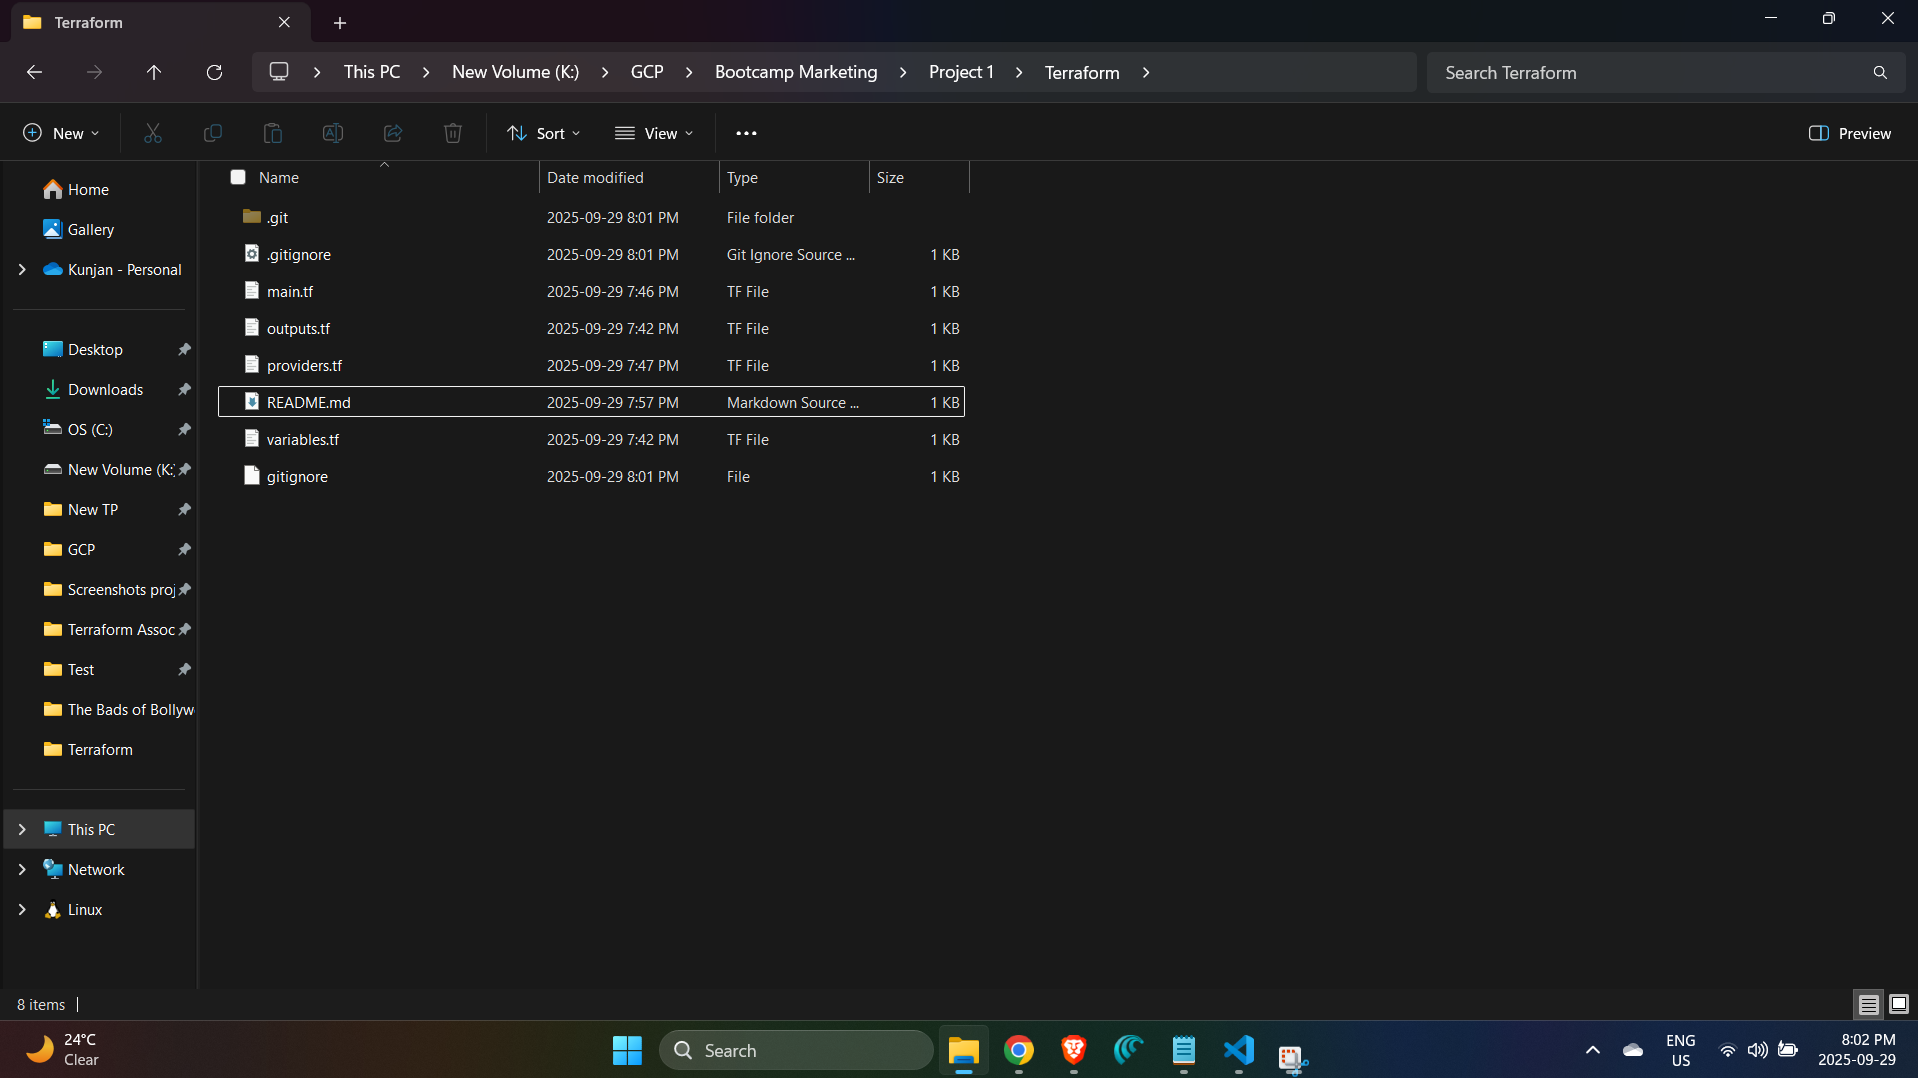 Terraform
This PC
New Volume (K:)
GCP
Bootcamp Marketing
Project 1
Terraform
Search Terraform
New
Sort
View
Preview
Home
Gallery
Kunjan - Personal
Desktop
Downloads
OS (C:)
New Volume (K:
New TP
GCP
Screenshots proj
Terraform Assoc
Test
The Bads of Bollyw
Terraform
This PC
Network
Linux
Name Date modified Type Size
.git 2025-09-29 8:01 PM File folder
.gitignore 2025-09-29 8:01 PM Git Ignore Source ... 1 KB
main.tf 2025-09-29 7:46 PM TF File 1 KB
outputs.tf 2025-09-29 7:42 PM TF File 1 KB
providers.tf 2025-09-29 7:47 PM TF File 1 KB
README.md 2025-09-29 7:57 PM Markdown Source ... 1 KB
variables.tf 2025-09-29 7:42 PM TF File 1 KB
gitignore 2025-09-29 8:01 PM File 1 KB
8 items
24°C
Clear
Search
ENG
US
8:02 PM
2025-09-29